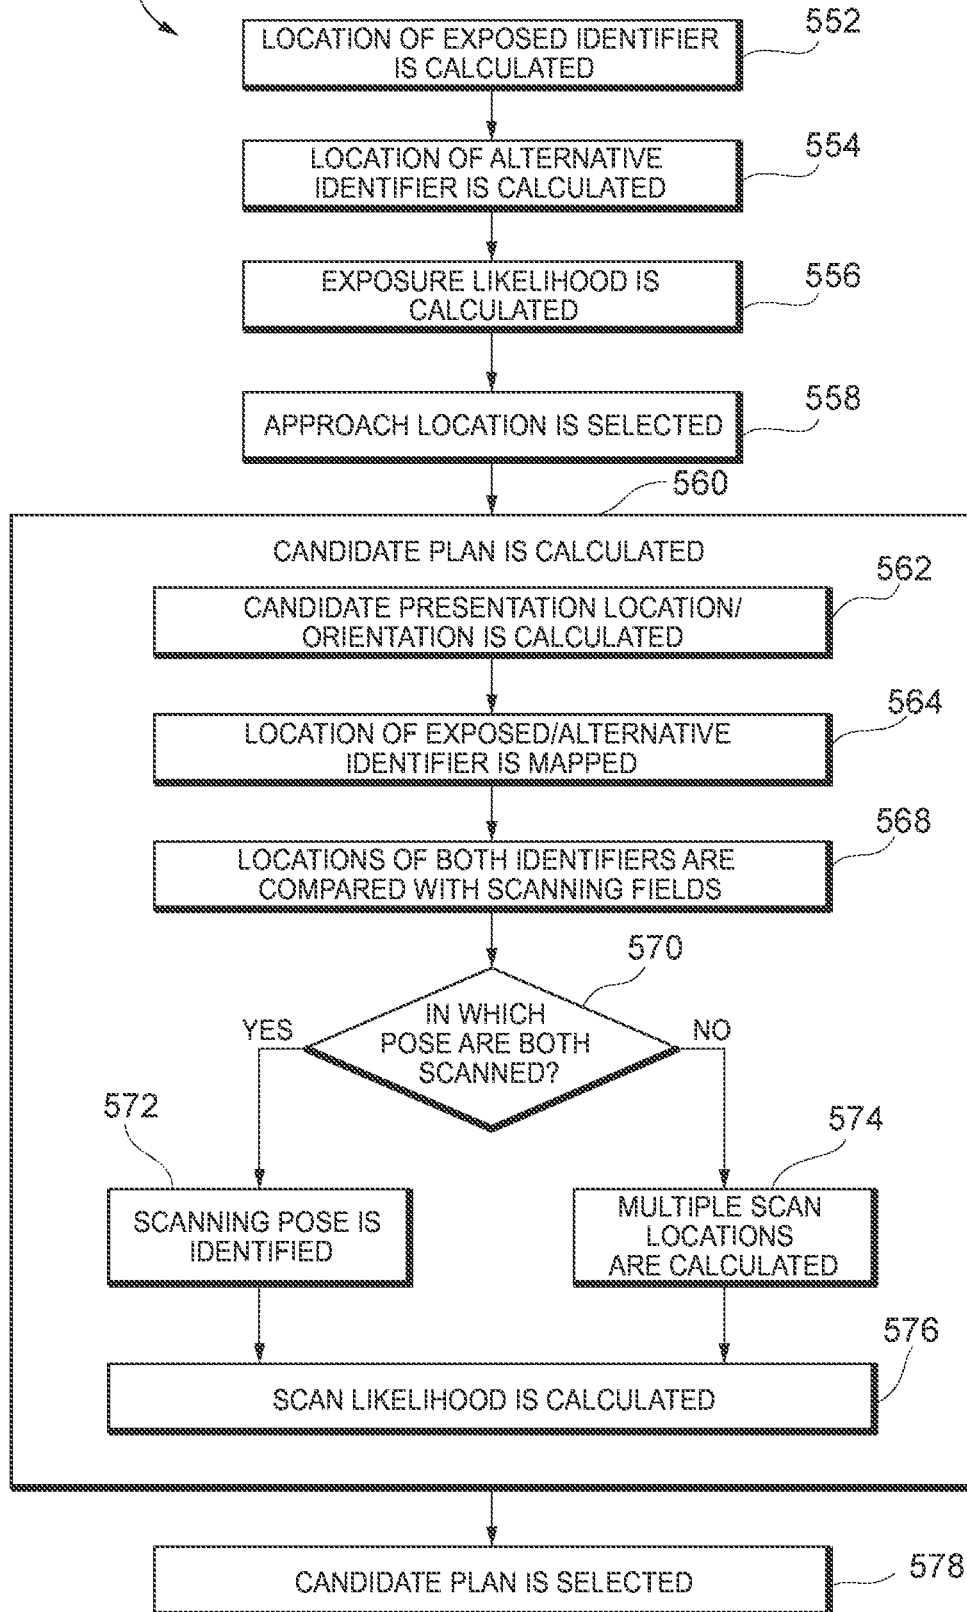 LOCATION OF EXPOSED IDENTIFIER
IS CALCULATED
552
LOCATION OF ALTERNATIVE
IDENTIFIER IS CALCULATED
554
EXPOSURE LIKELIHOOD IS
CALCULATED
556
APPROACH LOCATION IS SELECTED
558
560
CANDIDATE PLAN IS CALCULATED
CANDIDATE PRESENTATION LOCATION/
ORIENTATION IS CALCULATED
562
LOCATION OF EXPOSED/ALTERNATIVE
IDENTIFIER IS MAPPED
564
LOCATIONS OF BOTH IDENTIFIERS ARE
COMPARED WITH SCANNING FIELDS
568
570
IN WHICH
POSE ARE BOTH
SCANNED?
YES
NO
572
SCANNING POSE IS
IDENTIFIED
574
MULTIPLE SCAN
LOCATIONS
ARE CALCULATED
576
SCAN LIKELIHOOD IS CALCULATED
CANDIDATE PLAN IS SELECTED
578